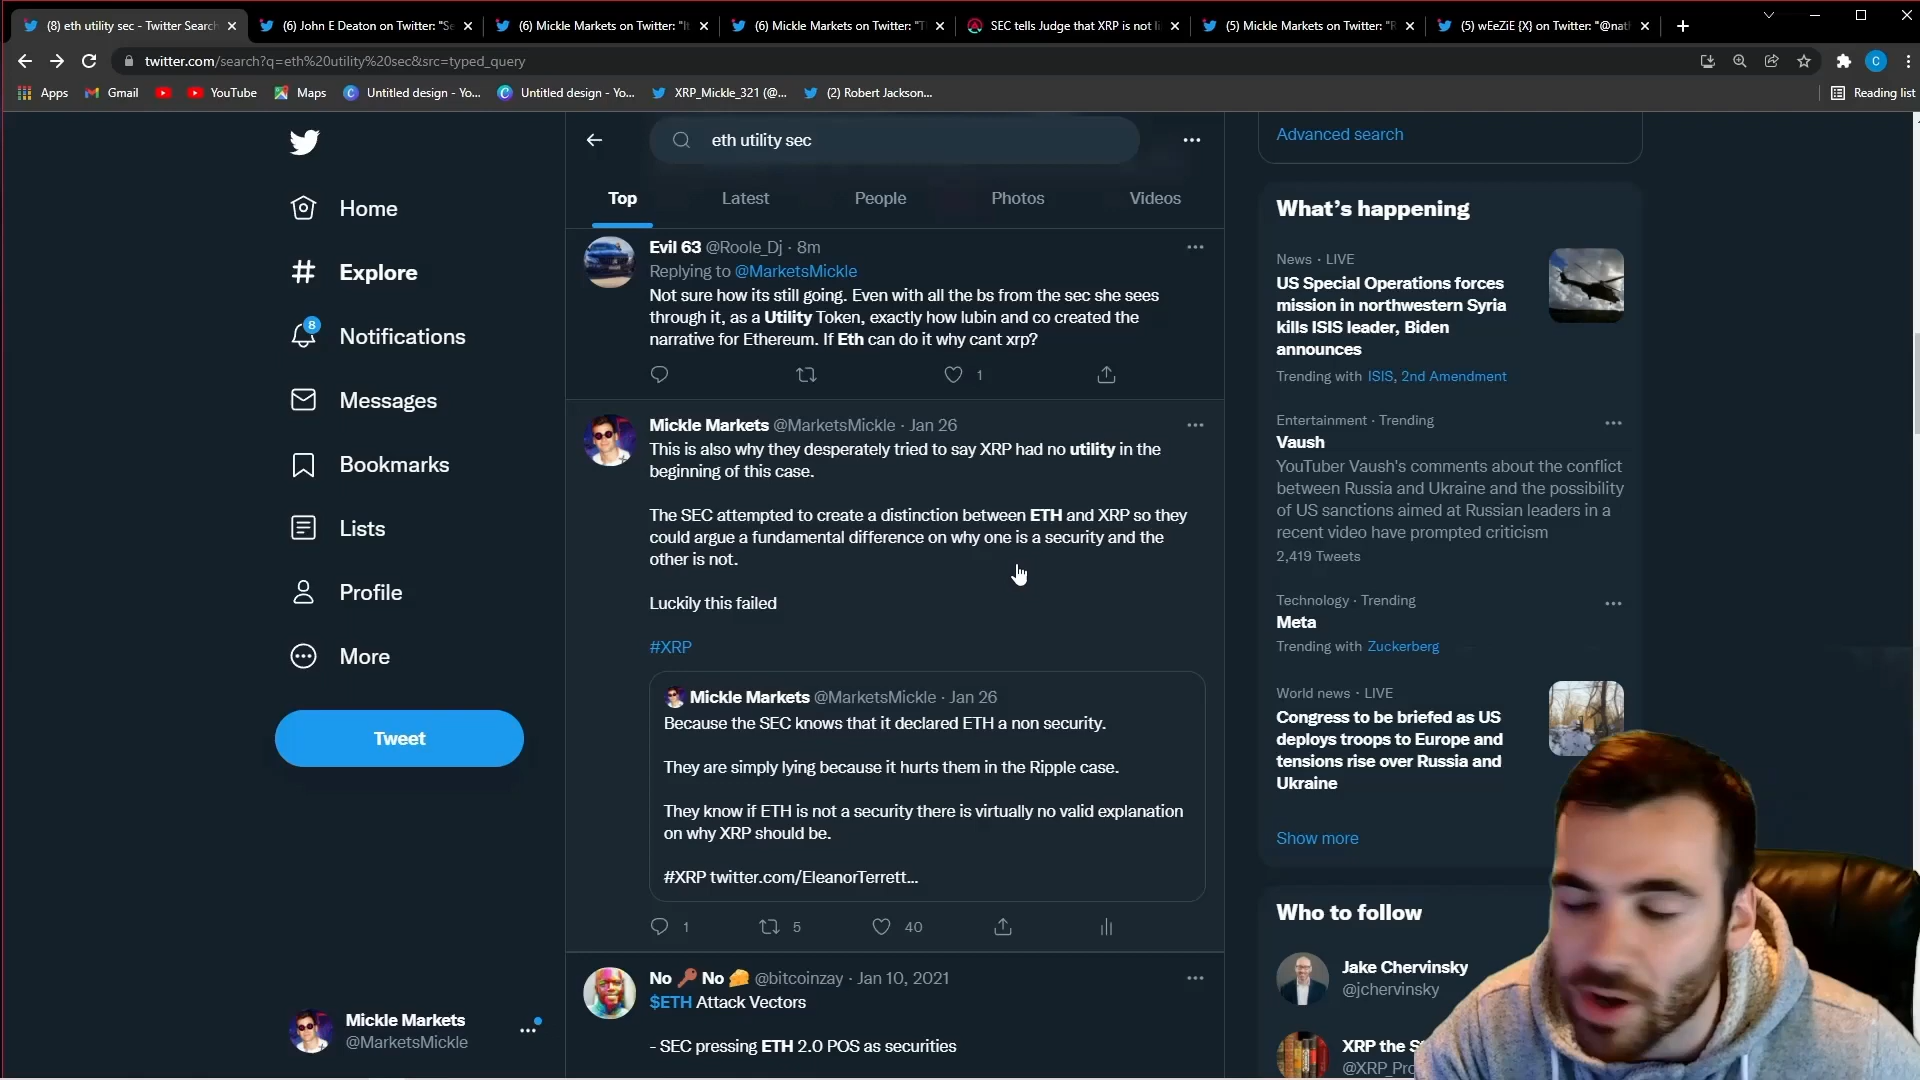 (8) eth utility sec - Twitter Search
(6) John E Deaton on Twitter: "Se
(6) Mickle Markets on Twitter: "It
(6) Mickle Markets on Twitter: "T
SEC tells Judge that XRP is not li
(5) Mickle Markets on Twitter: "R
(5) wEeZiE {X} on Twitter: "@nat
twitter.com/search?q=eth%20utility%20sec&src=typed_query
C
Apps
Gmail
YouTube
Maps
Untitled design - Yo...
Untitled design - Yo...
XRP_Mickle_321 (@...
(2) Robert Jackson...
Reading list
Home
Explore
8
Notifications
Messages
Bookmarks
Lists
Profile
More
Tweet
Mickle Markets
@MarketsMickle
eth utility sec
Top
Latest
People
Photos
Videos
Evil 63 @Roole_Dj · 8m
Replying to @MarketsMickle
Not sure how its still going. Even with all the bs from the sec she sees
through it, as a Utility Token, exactly how lubin and co created the
narrative for Ethereum. If Eth can do it why cant xrp?
1
Mickle Markets @MarketsMickle · Jan 26
This is also why they desperately tried to say XRP had no utility in the
beginning of this case.
The SEC attempted to create a distinction between ETH and XRP so they
could argue a fundamental difference on why one is a security and the
other is not.
Luckily this failed
#XRP
Mickle Markets @MarketsMickle · Jan 26
Because the SEC knows that it declared ETH a non security.
They are simply lying because it hurts them in the Ripple case.
They know if ETH is not a security there is virtually no valid explanation
on why XRP should be.
#XRP twitter.com/EleanorTerrett...
1
5
40
No 🔑 No 🧀 @bitcoinzay · Jan 10, 2021
$ETH Attack Vectors
- SEC pressing ETH 2.0 POS as securities
Advanced search
What's happening
News · LIVE
US Special Operations forces
mission in northwestern Syria
kills ISIS leader, Biden
announces
Trending with ISIS, 2nd Amendment
Entertainment · Trending
Vaush
YouTuber Vaush's comments about the conflict
between Russia and Ukraine and the possibility
of US sanctions aimed at Russian leaders in a
recent video have prompted criticism
2,419 Tweets
Technology · Trending
Meta
Trending with Zuckerberg
World news · LIVE
Congress to be briefed as US
deploys troops to Europe and
tensions rise over Russia and
Ukraine
Show more
Who to follow
Jake Chervinsky
@jchervinsky
XRP the S
@XRP_Pro